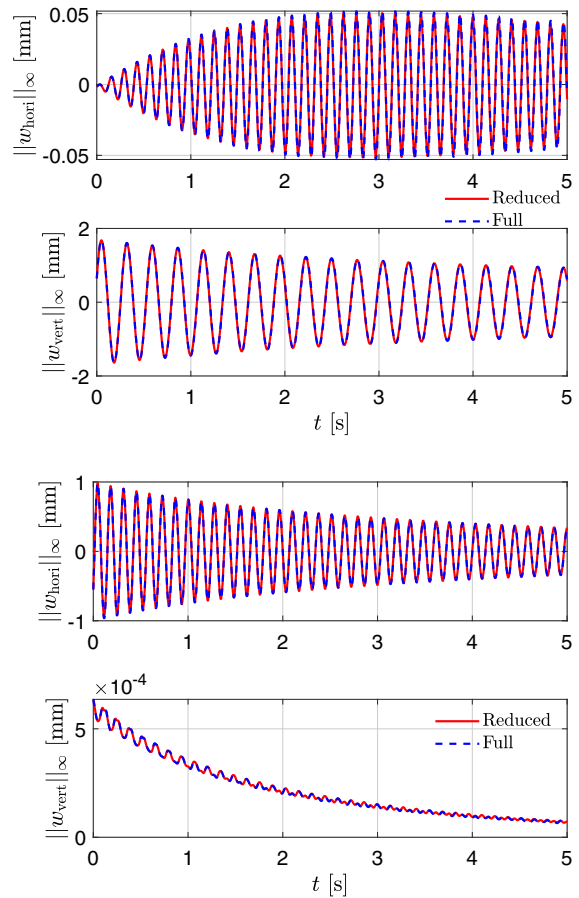 0.05
0
-0.05
||w_hori||∞ [mm]
0 1 2 3 4 5
Reduced
Full
2
0
-2
||w_vert||∞ [mm]
0 1 2 3 4 5
t [s]
1
0
-1
||w_hori||∞ [mm]
0 1 2 3 4 5
×10⁻⁴
5
0
||w_vert||∞ [mm]
Reduced
Full
0 1 2 3 4 5
t [s]